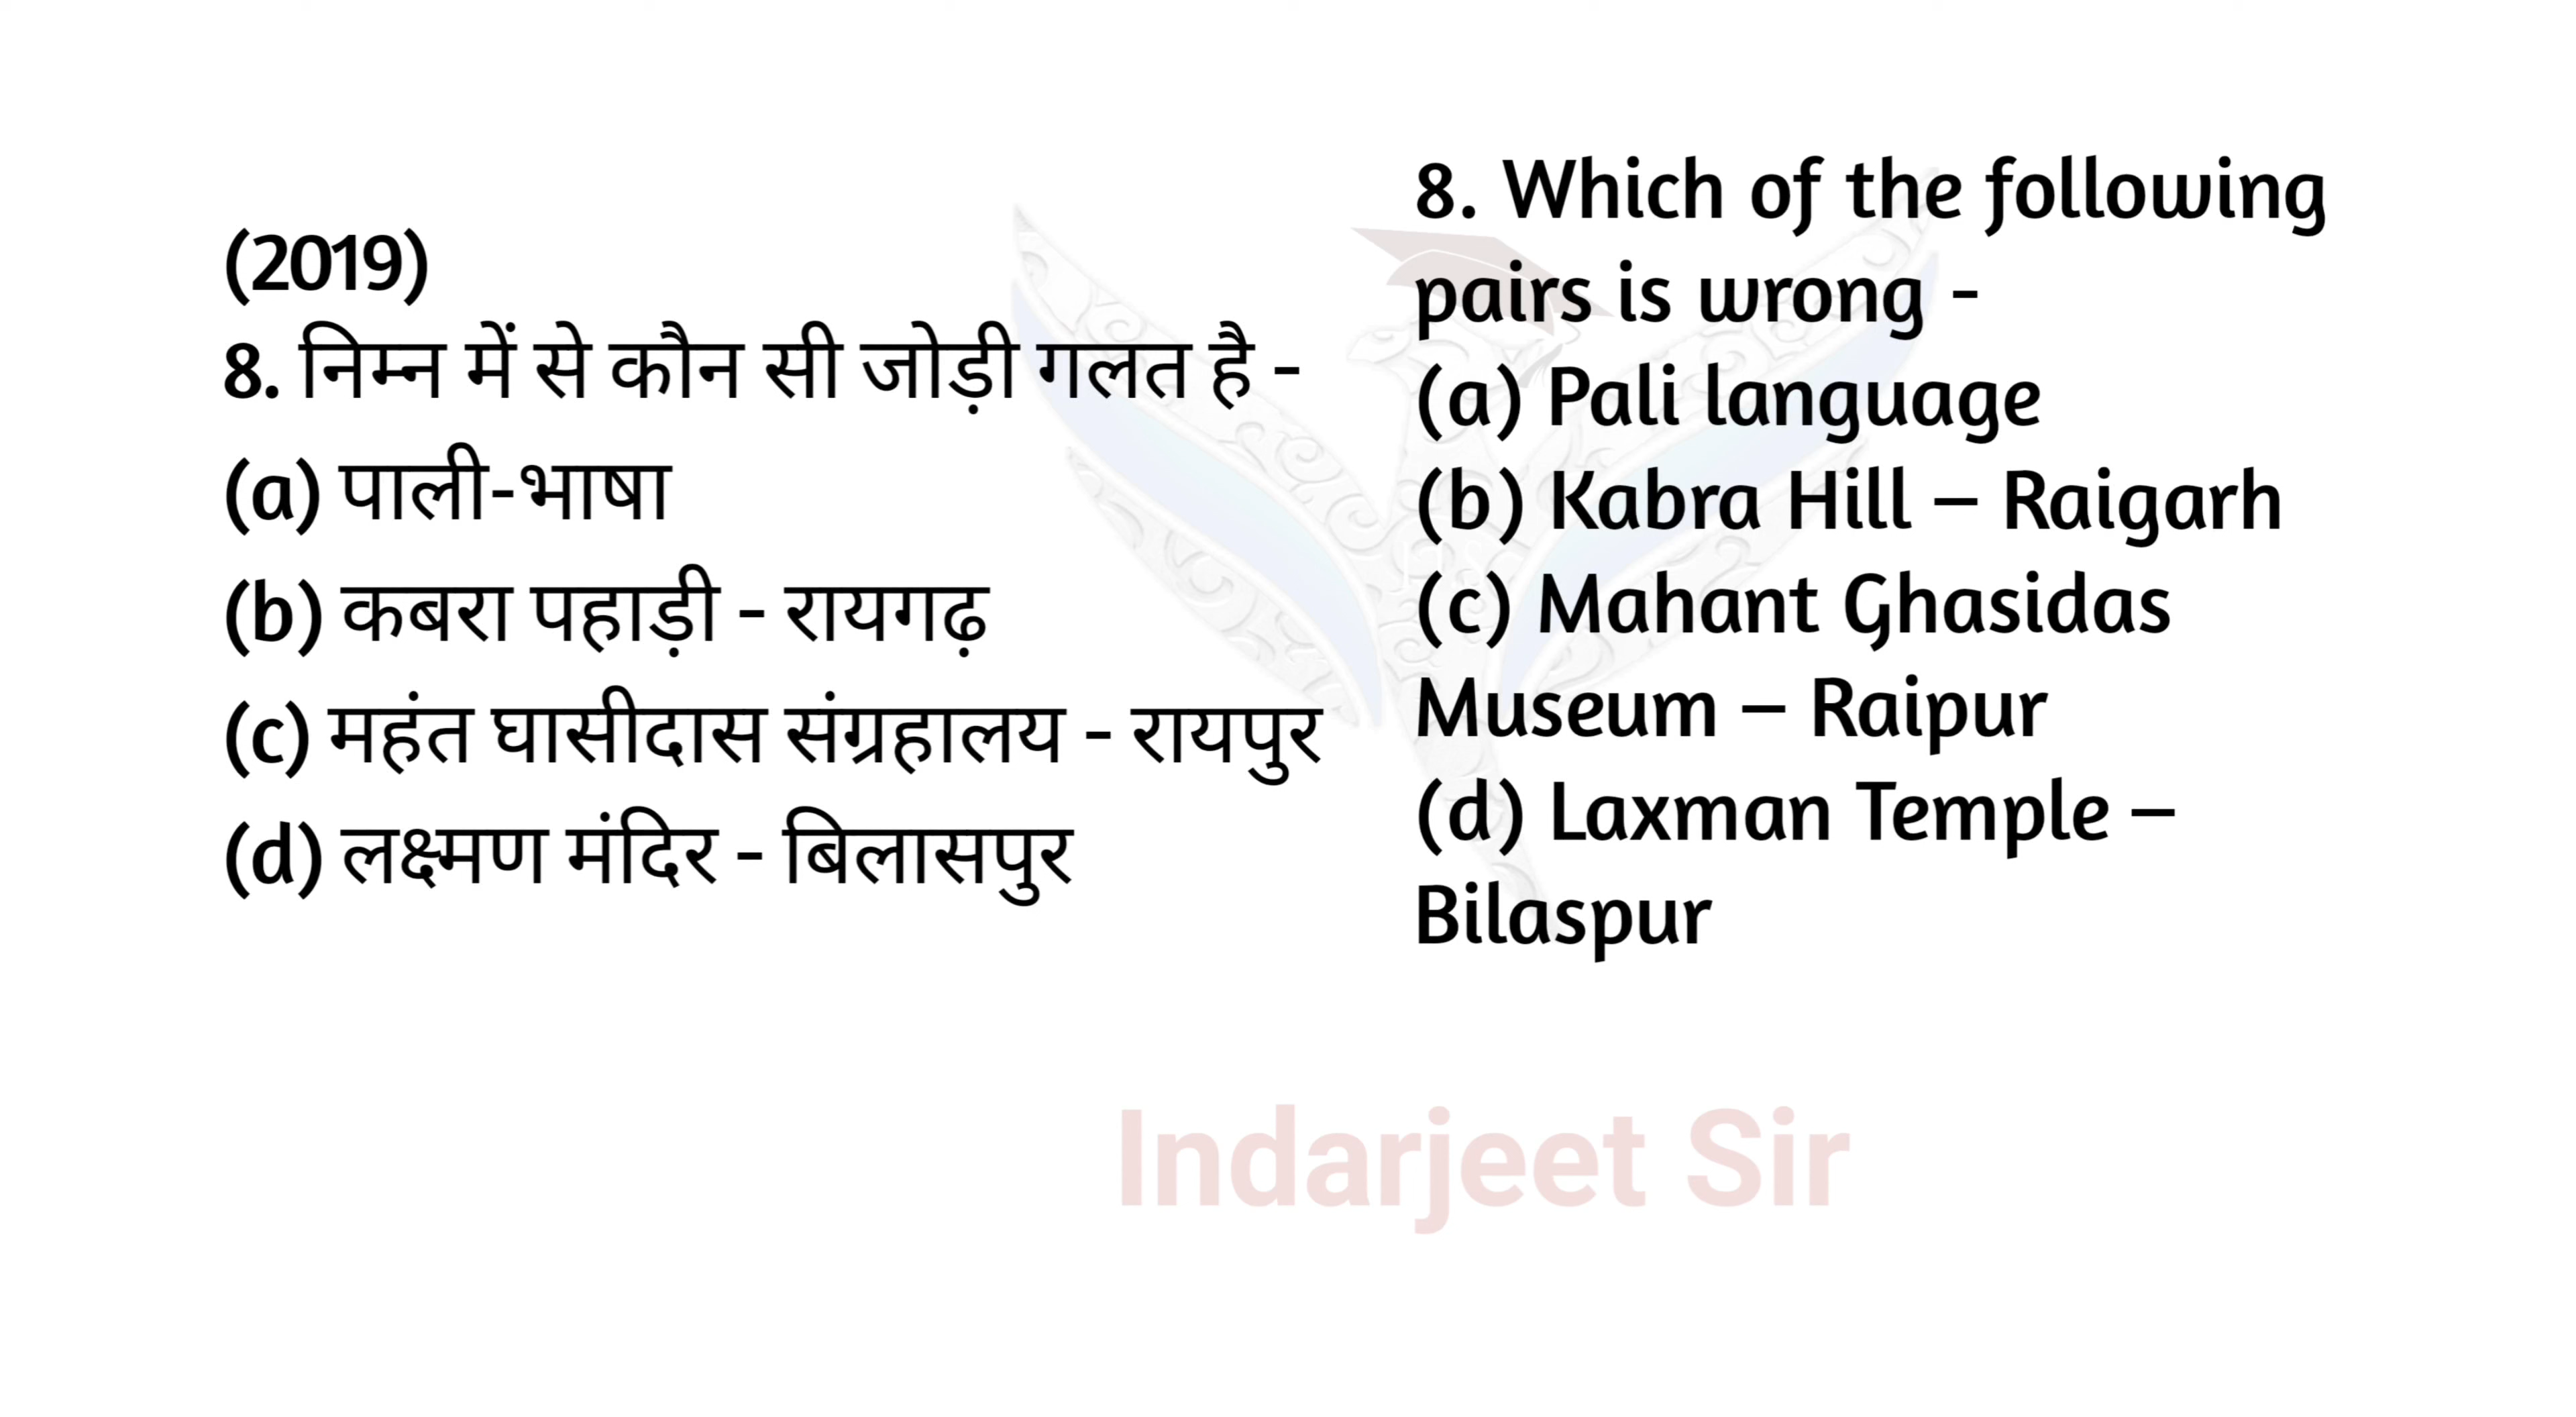 (2019)
8. निम्न में से कौन सी जोड़ी गलत है -
(a) पाली-भाषा
(b) कबरा पहाड़ी - रायगढ़
(c) महंत घासीदास संग्रहालय - रायपुर
(d) लक्ष्मण मंदिर - बिलासपुर
8. Which of the following
pairs is wrong -
(a) Pali language
(b) Kabra Hill – Raigarh
(c) Mahant Ghasidas
Museum – Raipur
(d) Laxman Temple –
Bilaspur
Indarjeet Sir